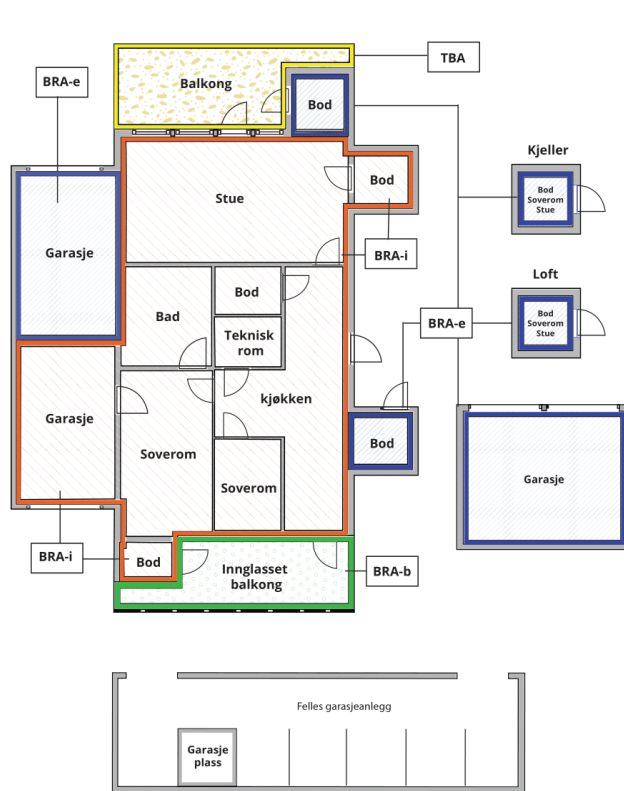 TBA
BRA-e
Balkong
Bod
Kjeller
Bod
Stue
Bod
Soverom
Stue
Garasje
BRA-i
Loft
Bod
Bad
Teknisk
rom
BRA-e
Bod
Soverom
Stue
kjøkken
Garasje
Soverom
Bod
Garasje
Soverom
BRA-i
Bod
Innglasset
balkong
BRA-b
Felles garasjeanlegg
Garasje
plass